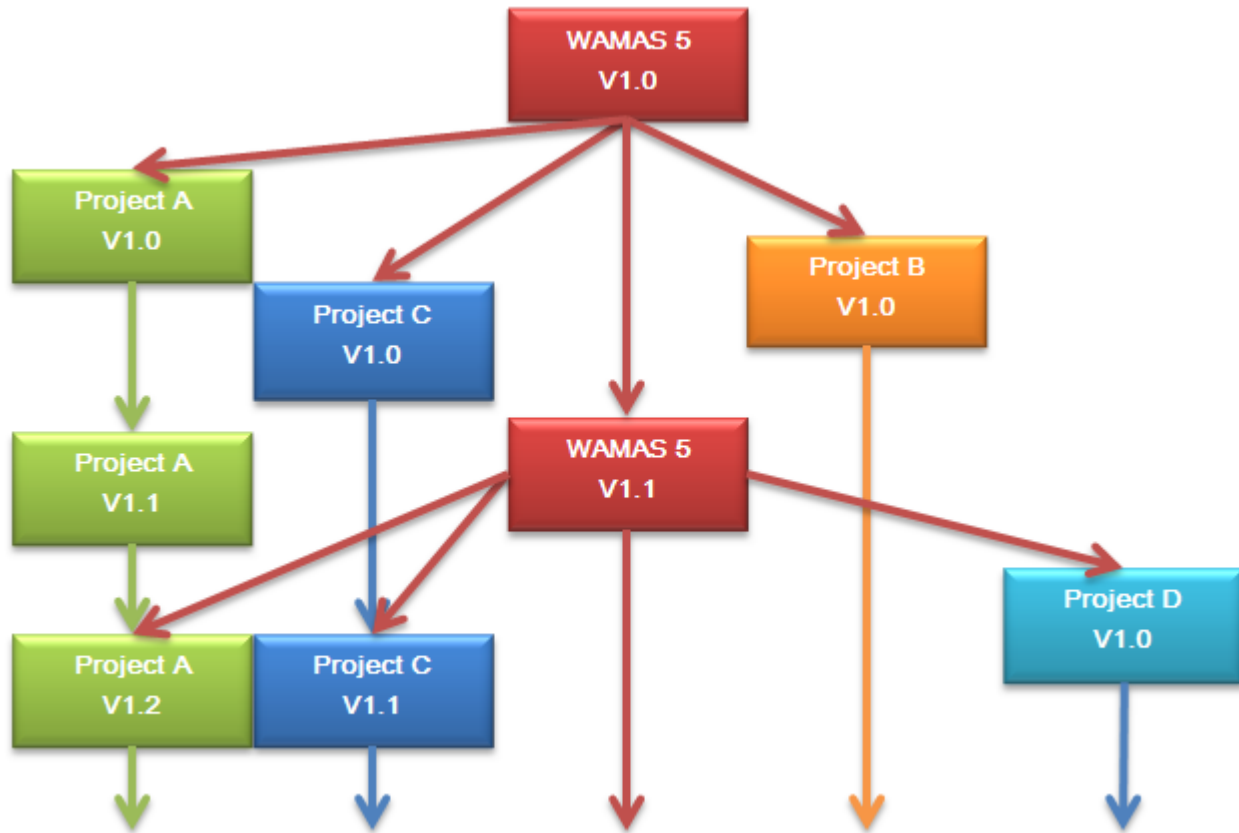 WAMAS 5
V1.0
Project A
V1.0
Project B
V1.0
Project C
V1.0
WAMAS 5
V1.1
Project A
V1.1
Project D
V1.0
Project A
V1.2
Project C
V1.1